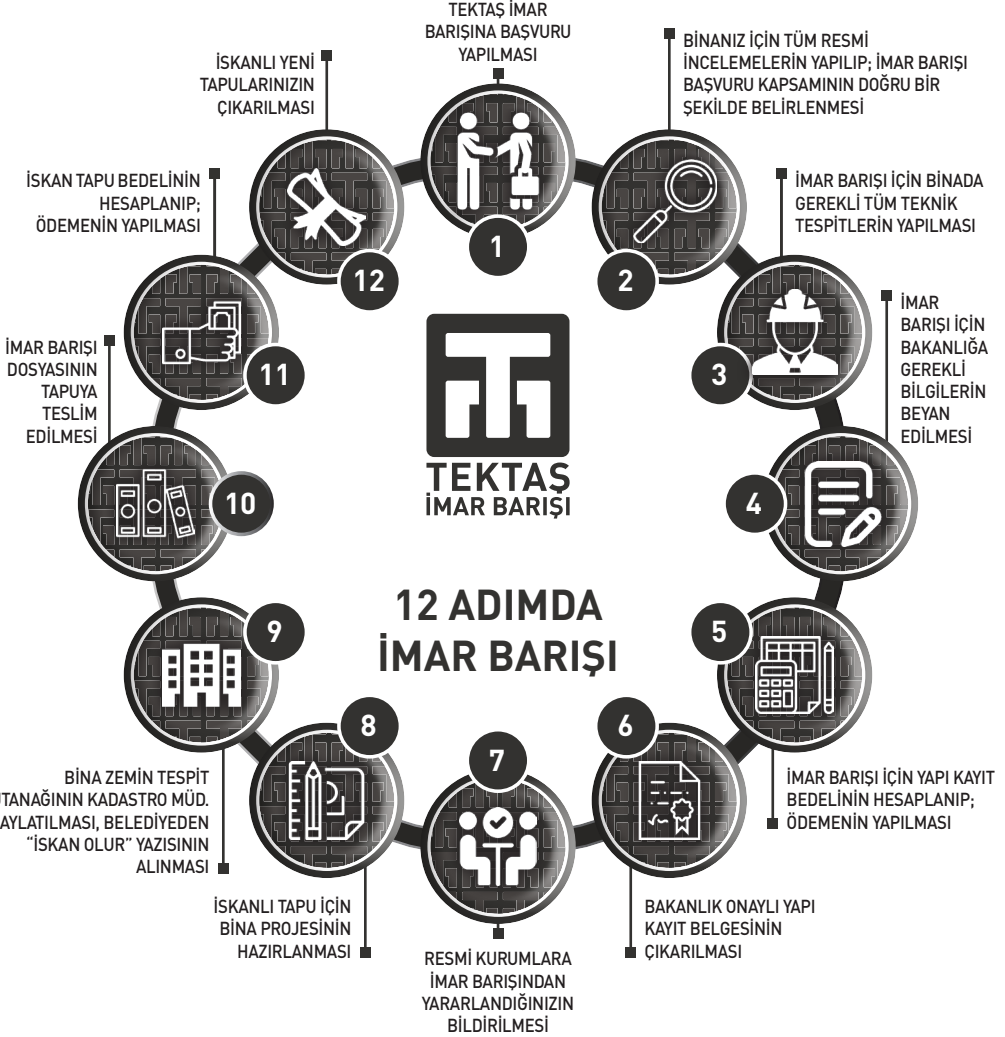 TEKTAŞ İMAR
BARIŞINA BAŞVURU
YAPILMASI
1
BİNANIZ İÇİN TÜM RESMİ
İNCELEMELERİN YAPILIP; İMAR BARIŞI
BAŞVURU KAPSAMININ DOĞRU BİR
ŞEKİLDE BELİRLENMESİ
2
İMAR BARIŞI İÇİN BİNADA
GEREKLİ TÜM TEKNİK
TESPİTLERİN YAPILMASI
3
İMAR
BARIŞI İÇİN
BAKANLIĞA
GEREKLİ
BİLGİLERİN
BEYAN
EDİLMESİ
4
İMAR BARIŞI İÇİN YAPI KAYIT
BEDELİNİN HESAPLANIP;
ÖDEMENİN YAPILMASI
5
BAKANLIK ONAYLI YAPI
KAYIT BELGESİNİN
ÇIKARILMASI
6
RESMİ KURUMLARA
İMAR BARIŞINDAN
YARARLANDIĞINIZIN
BİLDİRİLMESİ
7
İSKANLI TAPU İÇİN
BİNA PROJESİNİN
HAZIRLANMASI
8
BİNA ZEMİN TESPİT
KADASTRO MÜD.
BELEDİYEDEN
“İSKAN OLUR” YAZISININ
ALINMASI
9
İMAR BARIŞI
DOSYASININ
TAPUYA
TESLİM
EDİLMESİ
10
İSKAN TAPU BEDELİNİN
HESAPLANIP;
ÖDEMENİN YAPILMASI
11
İSKANLI YENİ
TAPULARINIZIN
ÇIKARILMASI
12
TEKTAŞ
İMAR BARIŞI
12 ADIMDA
İMAR BARIŞI